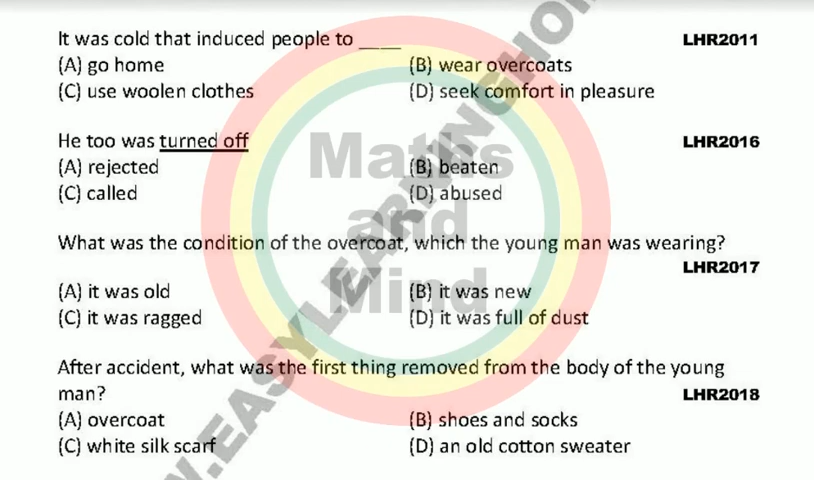 It was cold that induced people to ____ LHR2011
(A) go home (B) wear overcoats
(C) use woolen clothes (D) seek comfort in pleasure
He too was turned off LHR2016
(A) rejected (B) beaten
(C) called (D) abused
What was the condition of the overcoat, which the young man was wearing?
LHR2017
(A) it was old (B) it was new
(C) it was ragged (D) it was full of dust
After accident, what was the first thing removed from the body of the young
man? LHR2018
(A) overcoat (B) shoes and socks
(C) white silk scarf (D) an old cotton sweater
Maths
and
Mind
W.EASYLEARNINGHO